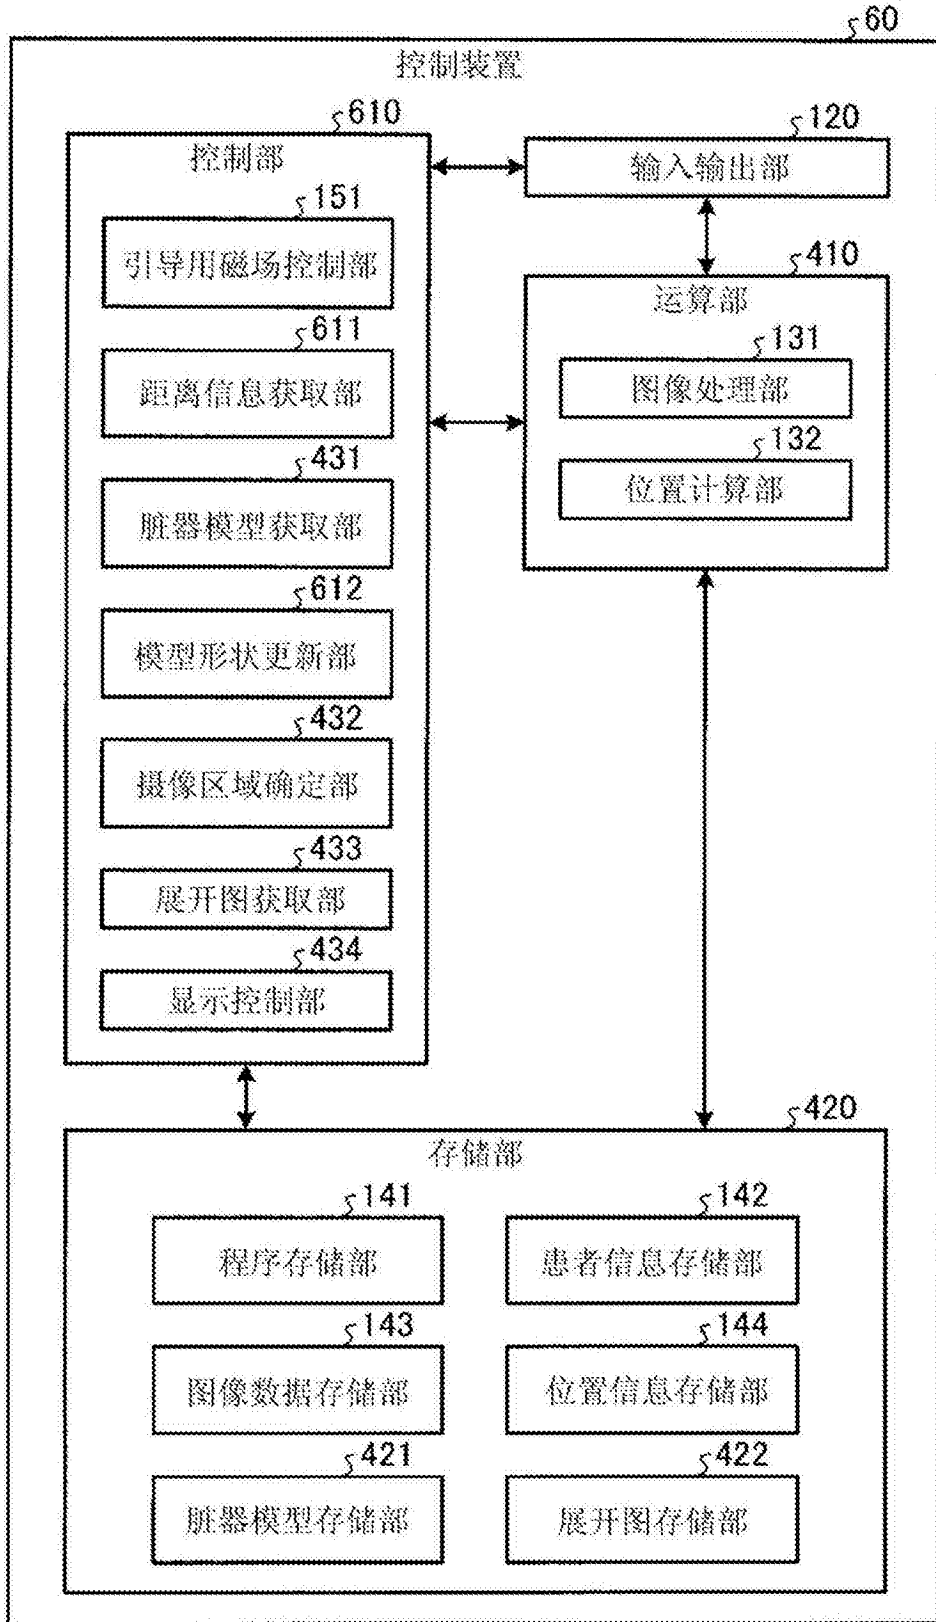 60
控制装置
610
控制部
151
引导用磁场控制部
611
距离信息获取部
431
脏器模型获取部
612
模型形状更新部
432
摄像区域确定部
433
展开图获取部
434
显示控制部
120
输入输出部
410
运算部
131
图像处理部
132
位置计算部
420
存储部
141
程序存储部
142
患者信息存储部
143
图像数据存储部
144
位置信息存储部
421
脏器模型存储部
422
展开图存储部